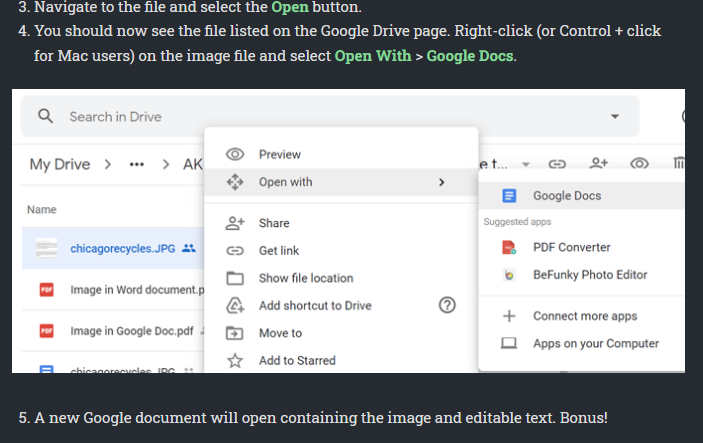 3. Navigate to the file and select the Open button.
4. You should now see the file listed on the Google Drive page. Right-click (or Control + click
for Mac users) on the image file and select Open With > Google Docs.
Search in Drive
My Drive > ... > AK
Preview
Open with
Google Docs
Suggested apps
Name
Share
chicagorecycles.JPG
Get link
PDF Converter
Show file location
BeFunky Photo Editor
Image in Word document.p
Add shortcut to Drive
Connect more apps
Image in Google Doc.pdf
Move to
Apps on your Computer
Add to Starred
chicagorecycles.JPG
5. A new Google document will open containing the image and editable text. Bonus!